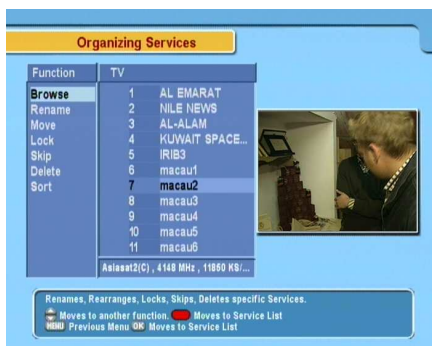 Organizing Services
Function TV
Browse
Rename
Move
Lock
Skip
Delete
Sort
1 AL EMARAT
2 NILE NEWS
3 AL-ALAM
4 KUWAIT SPACE...
5 IRIB3
6 macau1
7 macau2
8 macau3
9 macau4
10 macau5
11 macau6
Asiasat2(C) , 4148 MHz , 11850 KS/...
Renames, Rearranges, Locks, Skips, Deletes specific Services.
Moves to another function. Moves to Service List
MENU Previous Menu OK Moves to Service List